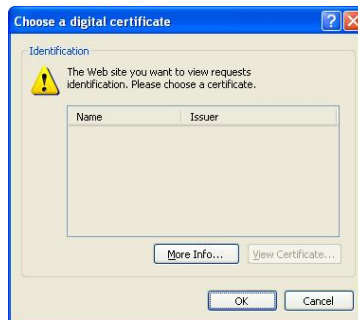 Choose a digital certificate
Identification
The Web site you want to view requests
identification. Please choose a certificate.
Name Issuer
More Info... View Certificate...
OK Cancel